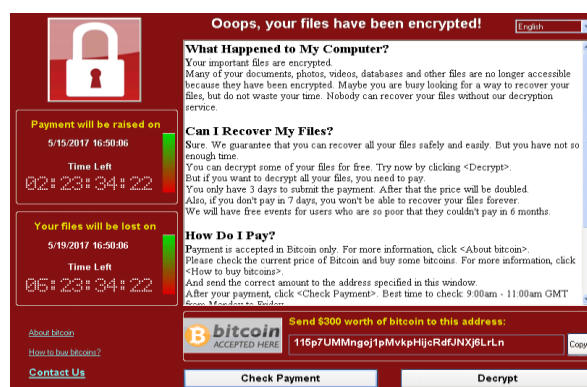 Ooops, your files have been encrypted!
English
What Happened to My Computer?
Your important files are encrypted.
Many of your documents, photos, videos, databases and other files are no longer accessible
because they have been encrypted. Maybe you are busy looking for a way to recover your
files, but do not waste your time. Nobody can recover your files without our decryption
service.
Can I Recover My Files?
Sure. We guarantee that you can recover all your files safely and easily. But you have not so
enough time.
You can decrypt some of your files for free. Try now by clicking <Decrypt>.
But if you want to decrypt all your files, you need to pay.
You only have 3 days to submit the payment. After that the price will be doubled.
Also, if you don't pay in 7 days, you won't be able to recover your files forever.
We will have free events for users who are so poor that they couldn't pay in 6 months.
How Do I Pay?
Payment is accepted in Bitcoin only. For more information, click <About bitcoin>.
Please check the current price of Bitcoin and buy some bitcoins. For more information, click
<How to buy bitcoins>.
And send the correct amount to the address specified in this window.
After your payment, click <Check Payment>. Best time to check: 9:00am - 11:00am GMT
from Monday to Friday.
Payment will be raised on
5/15/2017 16:50:06
Time Left
02:23:34:22
Your files will be lost on
5/19/2017 16:50:06
Time Left
06:23:34:22
About bitcoin
How to buy bitcoins?
Contact Us
bitcoin
ACCEPTED HERE
Send $300 worth of bitcoin to this address:
115p7UMMngoj1pMvkpHijcRdfJNXj6LrLn
Copy
Check Payment
Decrypt